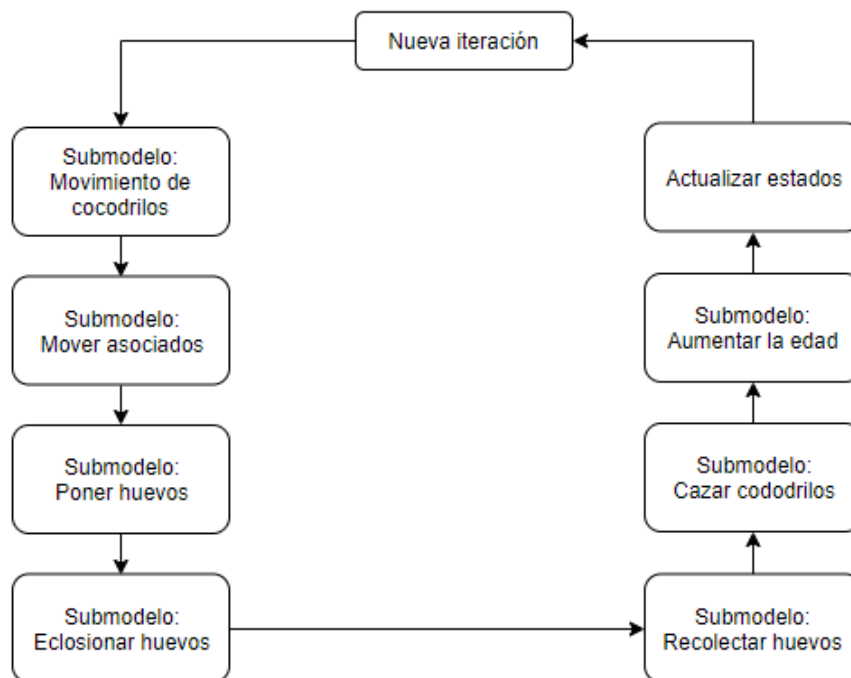 Nueva iteración
Submodelo:
Movimiento de
cocodrilos
Submodelo:
Mover asociados
Submodelo:
Poner huevos
Submodelo:
Eclosionar huevos
Submodelo:
Recolectar huevos
Submodelo:
Cazar cododrilos
Submodelo:
Aumentar la edad
Actualizar estados